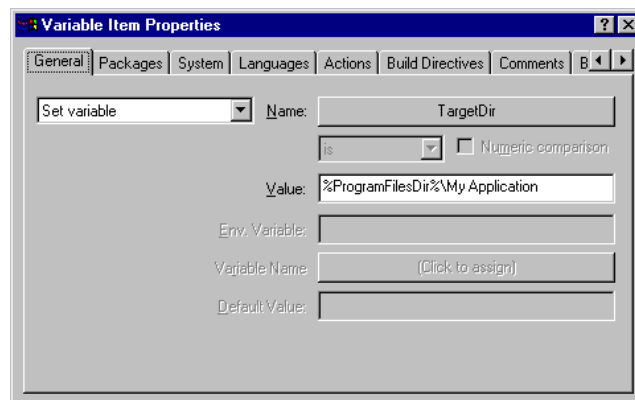 Variable Item Properties
General Packages System Languages Actions Build Directives Comments B
Set variable Name: TargetDir
is Numeric comparison
Value: %ProgramFilesDir%\My Application
Env. Variable:
Variable Name (Click to assign)
Default Value: